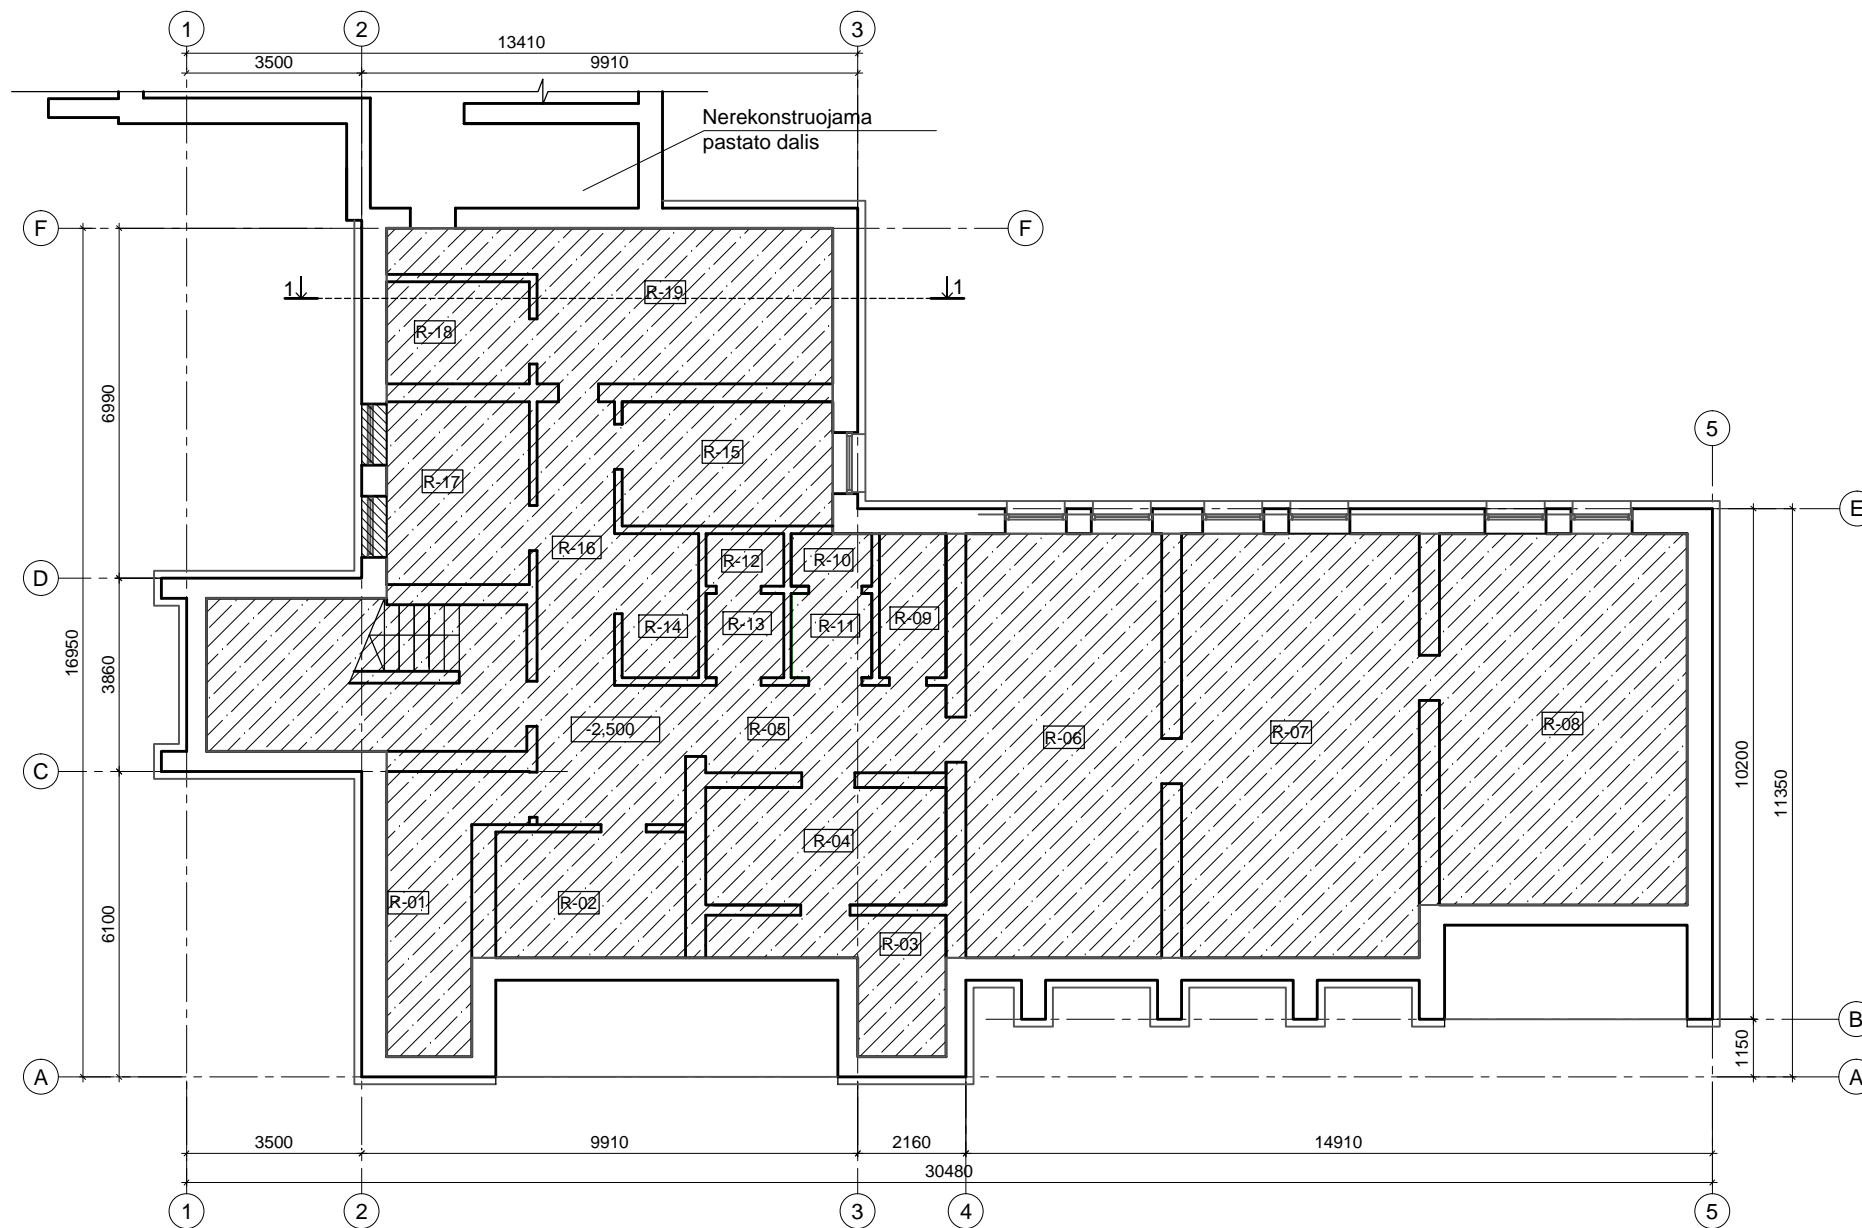 1
2
3
13410
3500
9910
Nerekonstruojama
pastato dalis
F
F
1
1
R-19
R-18
6990
R-15
R-17
5
E
R-16
R-12
R-10
D
R-14
R-13
R-11
R-09
16950
3860
-2,500
R-05
R-06
R-07
R-08
C
10200
11350
R-04
6100
R-01
R-02
R-03
B
1150
A
A
3500
9910
2160
14910
30480
1
2
3
4
5